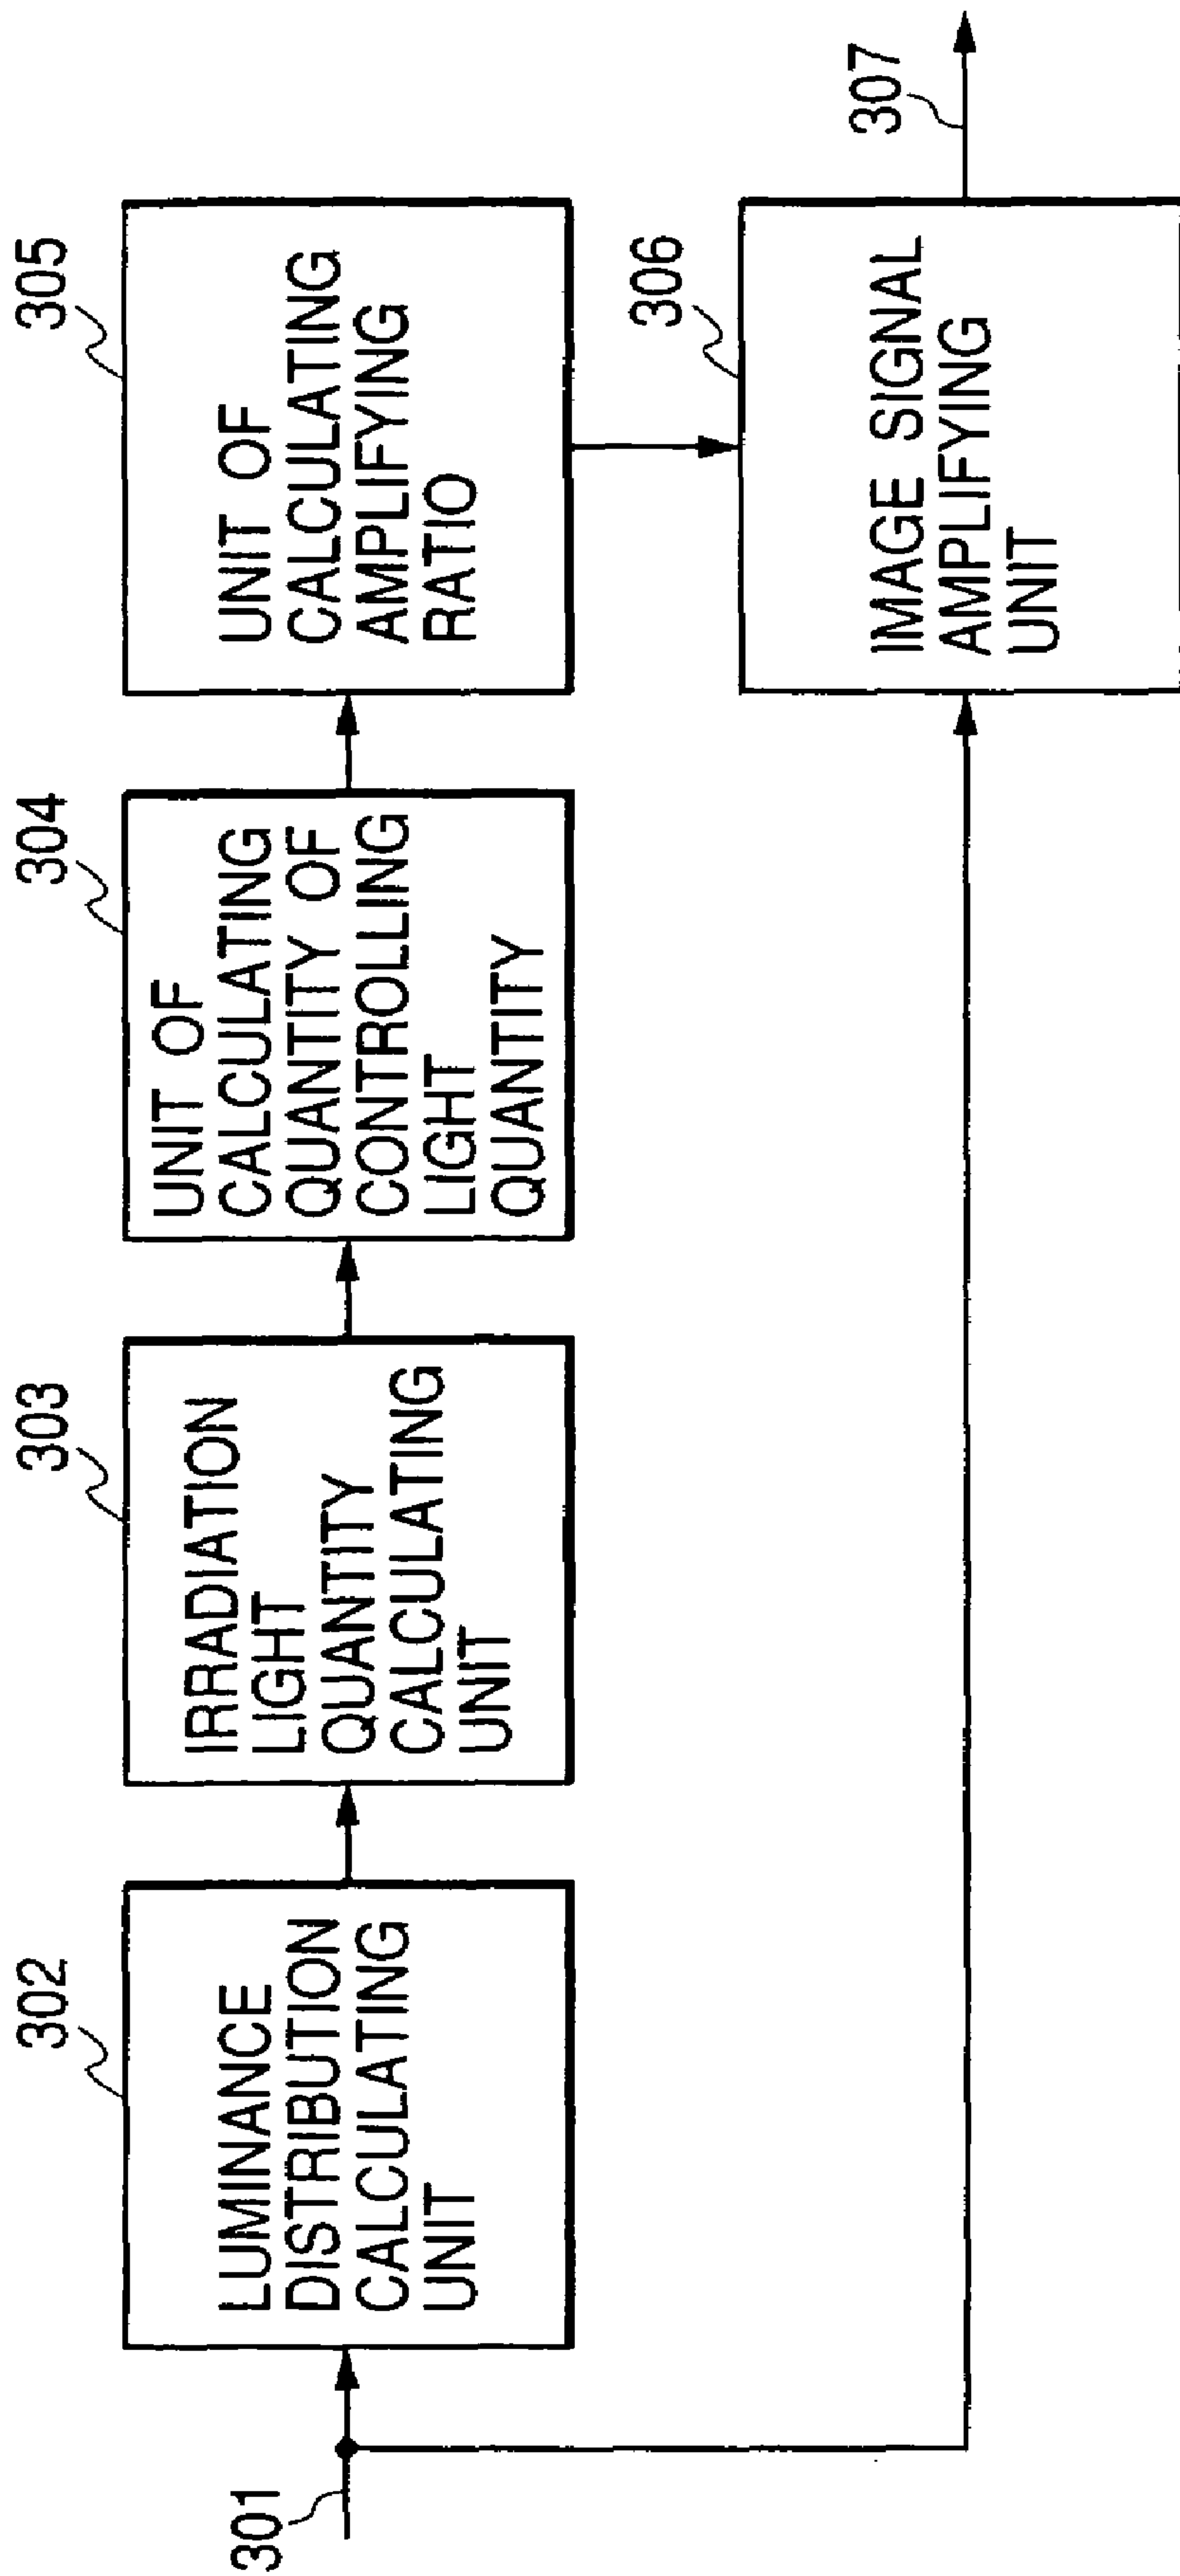 301
302
LUMINANCE
DISTRIBUTION
CALCULATING
UNIT
303
IRRADIATION
LIGHT
QUANTITY
CALCULATING
UNIT
304
UNIT OF
CALCULATING
QUANTITY OF
CONTROLLING
LIGHT
QUANTITY
305
UNIT OF
CALCULATING
AMPLIFYING
RATIO
306
IMAGE SIGNAL
AMPLIFYING
UNIT
307